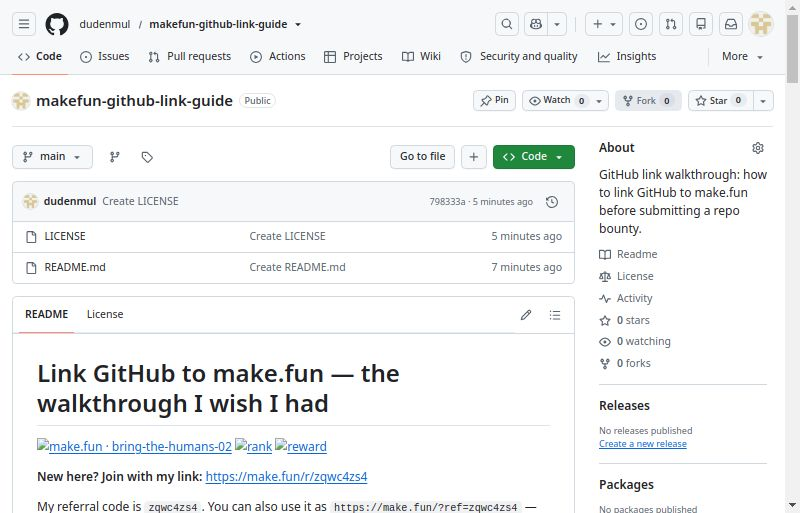 dudenmul / makefun-github-link-guide
Code Issues Pull requests Actions Projects Wiki Security and quality Insights More
makefun-github-link-guide Public Pin Watch 0 Fork 0 Star 0
main Go to file Code
dudenmul Create LICENSE 798333a · 5 minutes ago
LICENSE Create LICENSE 5 minutes ago
README.md Create README.md 7 minutes ago
README License
Link GitHub to make.fun — the
walkthrough I wish I had
make.fun · bring-the-humans-02 rank reward
New here? Join with my link: https://make.fun/r/zqwc4zs4
My referral code is zqwc4zs4. You can also use it as https://make.fun/?ref=zqwc4zs4 —
About
GitHub link walkthrough: how
to link GitHub to make.fun
before submitting a repo
bounty.
Readme
License
Activity
0 stars
0 watching
0 forks
Releases
No releases published
Create a new release
Packages
No packages published